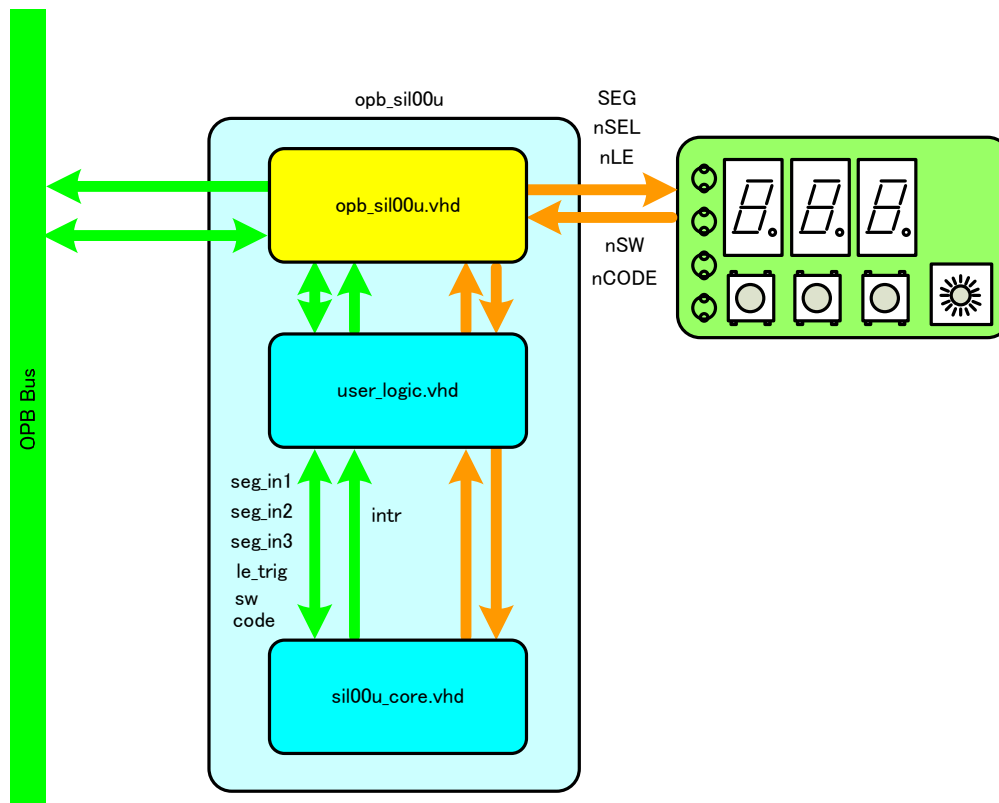 opb_sil00u
SEG
nSEL
nLE
opb_sil00u.vhd
nSW
nCODE
OPB Bus
user_logic.vhd
seg_in1
seg_in2
seg_in3
le_trig
sw
code
intr
sil00u_core.vhd